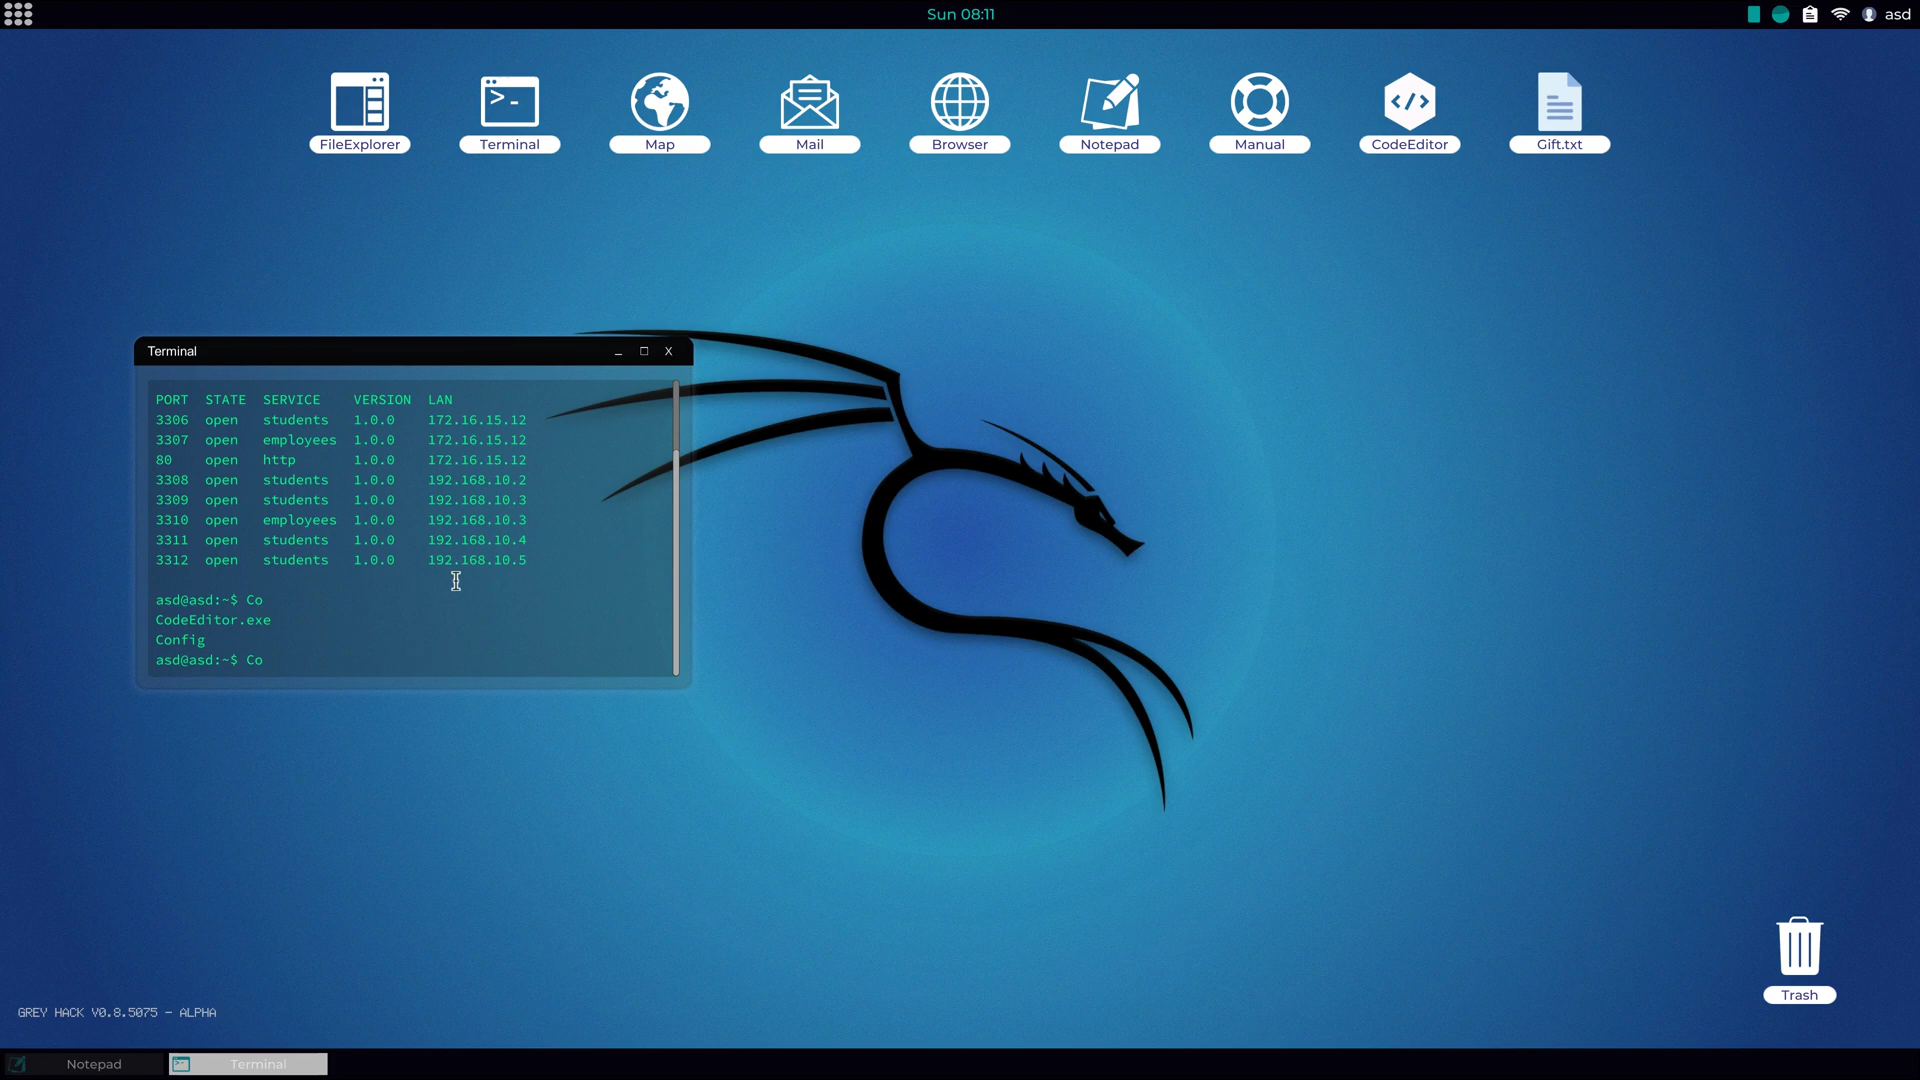 Sun 08:11
asd
FileExplorer
Terminal
Map
Mail
Browser
Notepad
Manual
CodeEditor
Gift.txt
Terminal
PORT STATE SERVICE VERSION LAN
3306 open students 1.0.0 172.16.15.12
3307 open employees 1.0.0 172.16.15.12
80 open http 1.0.0 172.16.15.12
3308 open students 1.0.0 192.168.10.2
3309 open students 1.0.0 192.168.10.3
3310 open employees 1.0.0 192.168.10.3
3311 open students 1.0.0 192.168.10.4
3312 open students 1.0.0 192.168.10.5
asd@asd:~$ Co
CodeEditor.exe
Config
asd@asd:~$ Co
Trash
GREY HACK V0.8.5075 - ALPHA
Notepad
Terminal